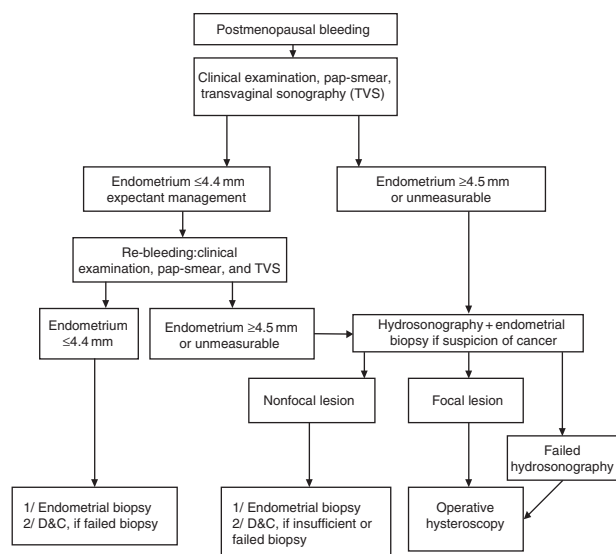 Postmenopausal bleeding
Clinical examination, pap-smear,
transvaginal sonography (TVS)
Endometrium ≤4.4 mm
expectant management
Endometrium ≥4.5 mm
or unmeasurable
Re-bleeding:clinical
examination, pap-smear, and TVS
Endometrium
≤4.4 mm
Endometrium ≥4.5 mm
or unmeasurable
Hydrosonography + endometrial
biopsy if suspicion of cancer
Nonfocal lesion
Focal lesion
Failed
hydrosonography
1/ Endometrial biopsy
2/ D&C, if failed biopsy
1/ Endometrial biopsy
2/ D&C, if insufficient or
failed biopsy
Operative
hysteroscopy